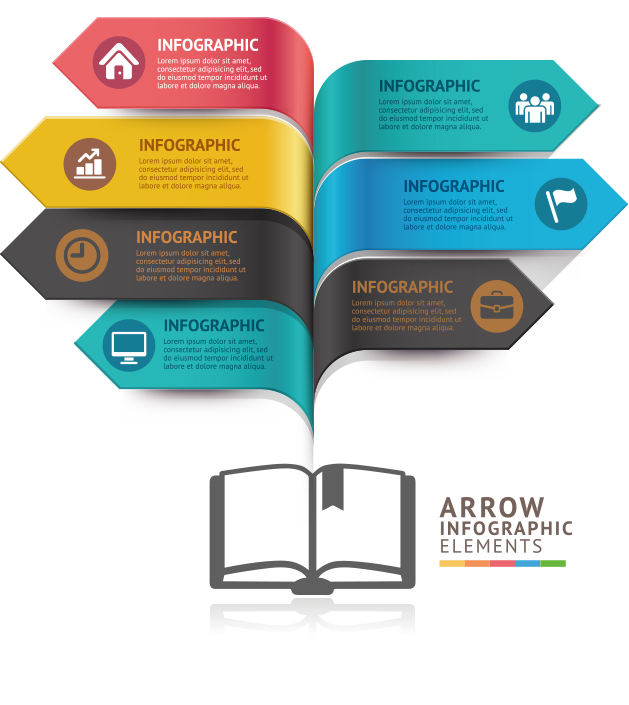 INFOGRAPHIC
Lorem ipsum dolor sit amet,
consectetur adipisicing elit, sed
do eiusmod tempor incididunt ut
labore et dolore magna aliqua.
INFOGRAPHIC
Lorem ipsum dolor sit amet,
consectetur adipisicing elit, sed
do eiusmod tempor incididunt ut
labore et dolore magna aliqua.
INFOGRAPHIC
Lorem ipsum dolor sit amet,
consectetur adipisicing elit, sed
do eiusmod tempor incididunt ut
labore et dolore magna aliqua.
INFOGRAPHIC
Lorem ipsum dolor sit amet,
consectetur adipisicing elit, sed
do eiusmod tempor incididunt ut
labore et dolore magna aliqua.
INFOGRAPHIC
Lorem ipsum dolor sit amet,
consectetur adipisicing elit, sed
do eiusmod tempor incididunt ut
labore et dolore magna aliqua.
INFOGRAPHIC
Lorem ipsum dolor sit amet,
consectetur adipisicing elit, sed
do eiusmod tempor incididunt ut
labore et dolore magna aliqua.
INFOGRAPHIC
Lorem ipsum dolor sit amet,
consectetur adipisicing elit, sed
do eiusmod tempor incididunt ut
labore et dolore magna aliqua.
ARROW
INFOGRAPHIC
ELEMENTS